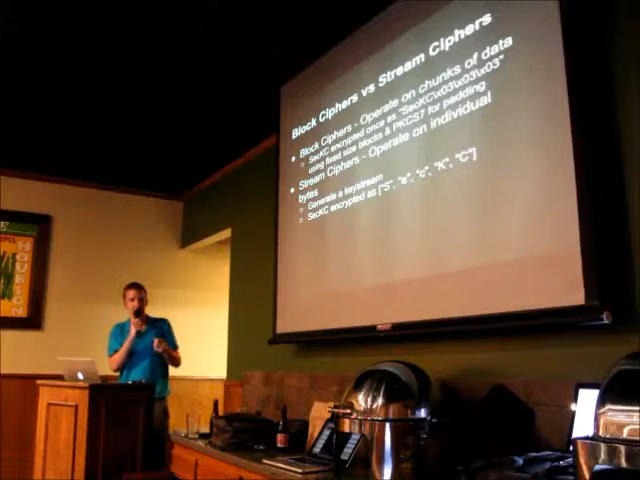 Block Ciphers vs Stream Ciphers
● Block Ciphers - Operate on chunks of data
○ SecKC encrypted once as "SecKC\x03\x03\x03"
using fixed size blocks & PKCS7 for padding
● Stream Ciphers - Operate on individual
bytes
○ Generate a keystream
○ SecKC encrypted as ["S", "e", "c", "K", "C"]
HOUBLON